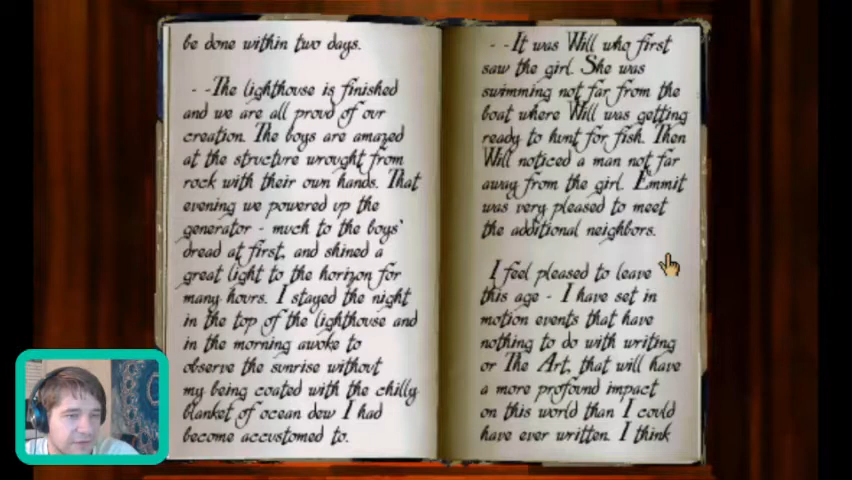 be done within two days.
- -The lighthouse is finished
and we are all proud of our
creation. The boys are amazed
at the structure wrought from
rock with their own hands. That
evening we powered up the
generator - much to the boys'
dread at first, and shined a
great light to the horizon for
many hours. I stayed the night
in the top of the lighthouse and
in the morning awoke to
observe the sunrise without
my being coated with the chilly
blanket of ocean dew I had
become accustomed to.
- -It was Will who first
saw the girl. She was
swimming not far from the
boat where Will was getting
ready to hunt for fish. Then
Will noticed a man not far
away from the girl. Emmit
was very pleased to meet
the additional neighbors.
I feel pleased to leave
this age - I have set in
motion events that have
nothing to do with writing
or The Art, that will have
a more profound impact
on this world than I could
have ever written. I think